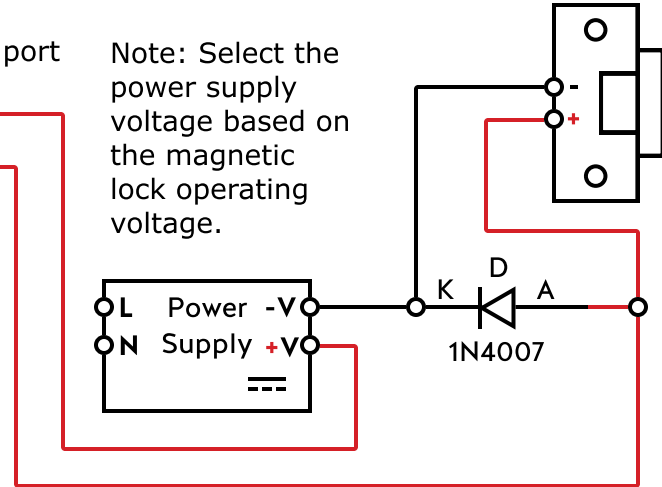 port
Note: Select the
power supply
voltage based on
the magnetic
lock operating
voltage.
-
+
D
K
A
1N4007
L
Power
-V
N
Supply
+V